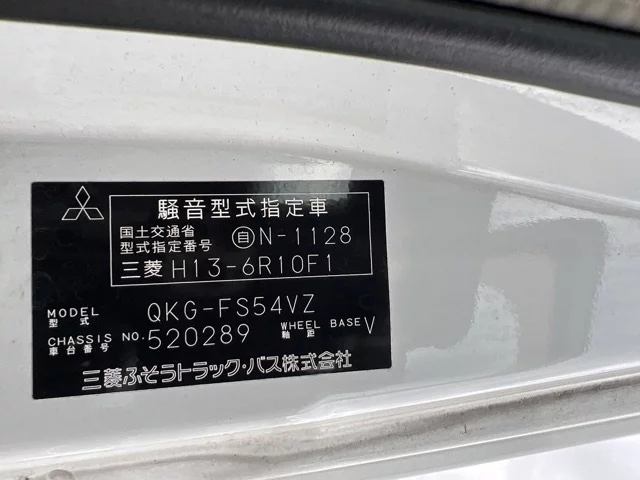 騒音型式指定車
国土交通省
型式指定番号 自N-1128
三菱 H13-6R10F1
MODEL 型式 QKG-FS54VZ
CHASSIS NO. 車台番号 520289 WHEEL BASE 軸距 V
三菱ふそうトラック・バス株式会社